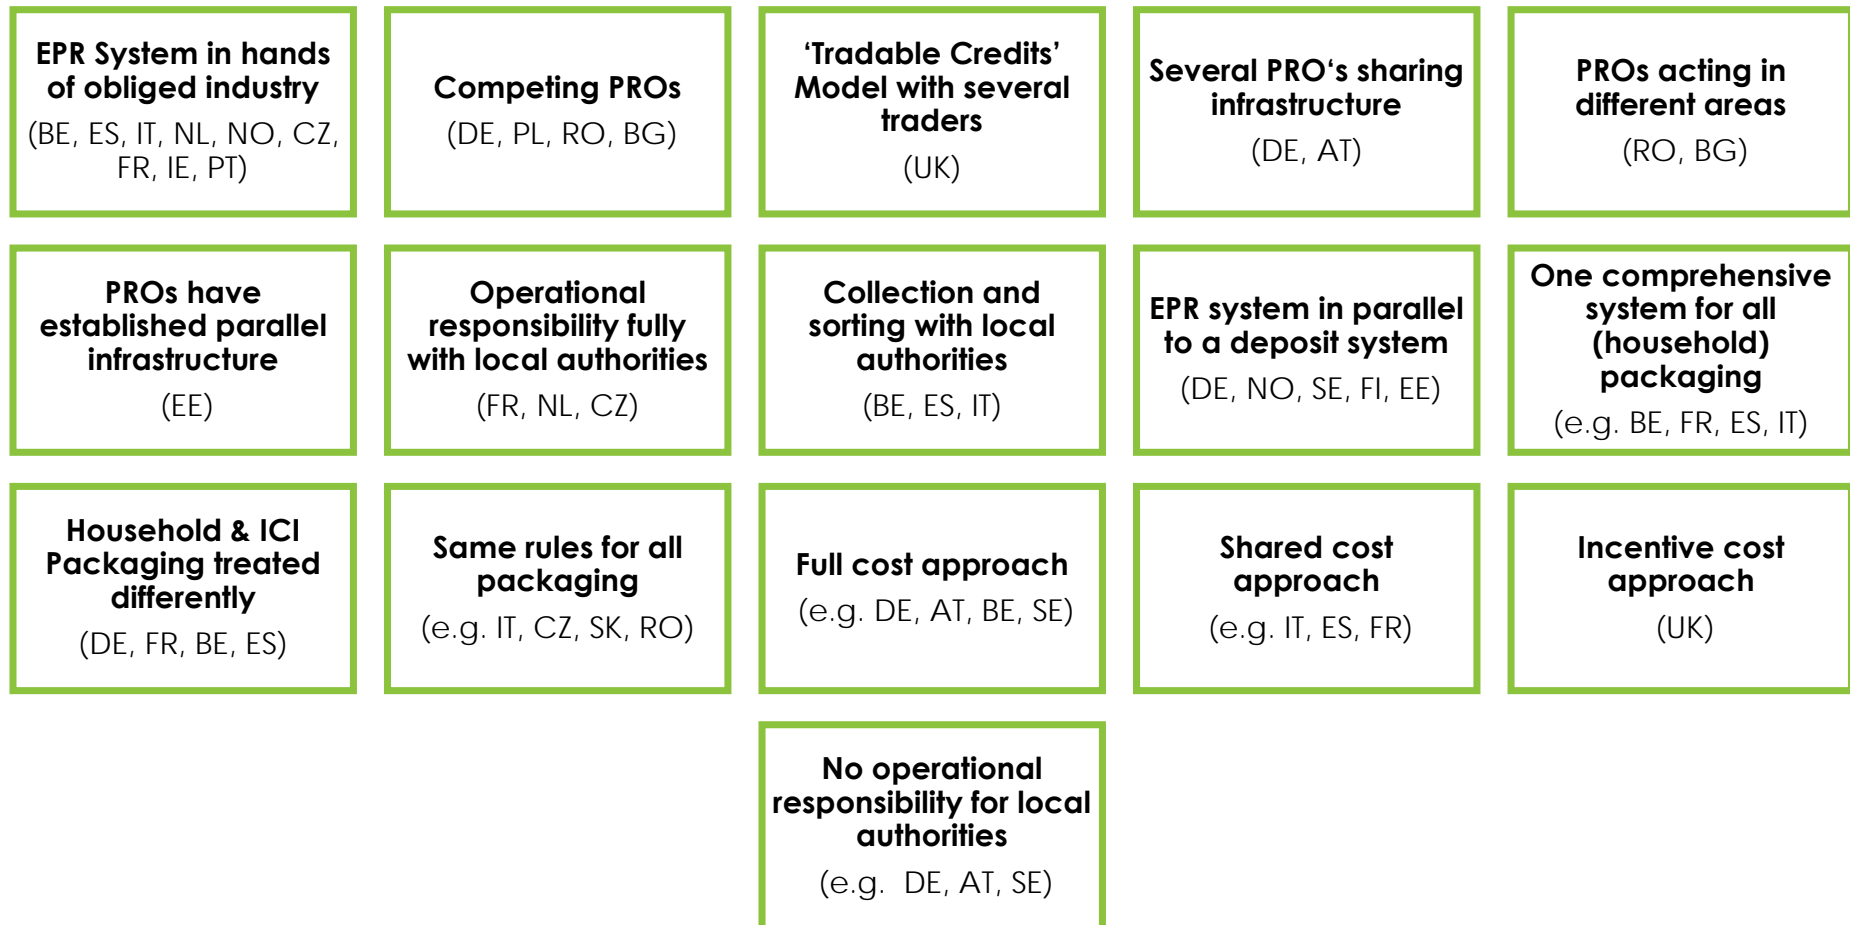 EPR System in hands
of obliged industry
(BE, ES, IT, NL, NO, CZ,
FR, IE, PT)
Competing PROs
(DE, PL, RO, BG)
‘Tradable Credits’
Model with several
traders
(UK)
Several PRO‘s sharing
infrastructure
(DE, AT)
PROs acting in
different areas
(RO, BG)
PROs have
established parallel
infrastructure
(EE)
Operational
responsibility fully
with local authorities
(FR, NL, CZ)
Collection and
sorting with local
authorities
(BE, ES, IT)
EPR system in parallel
to a deposit system
(DE, NO, SE, FI, EE)
One comprehensive
system for all
(household)
packaging
(e.g. BE, FR, ES, IT)
Household & ICI
Packaging treated
differently
(DE, FR, BE, ES)
Same rules for all
packaging
(e.g. IT, CZ, SK, RO)
Full cost approach
(e.g. DE, AT, BE, SE)
Shared cost
approach
(e.g. IT, ES, FR)
Incentive cost
approach
(UK)
No operational
responsibility for local
authorities
(e.g.  DE, AT, SE)